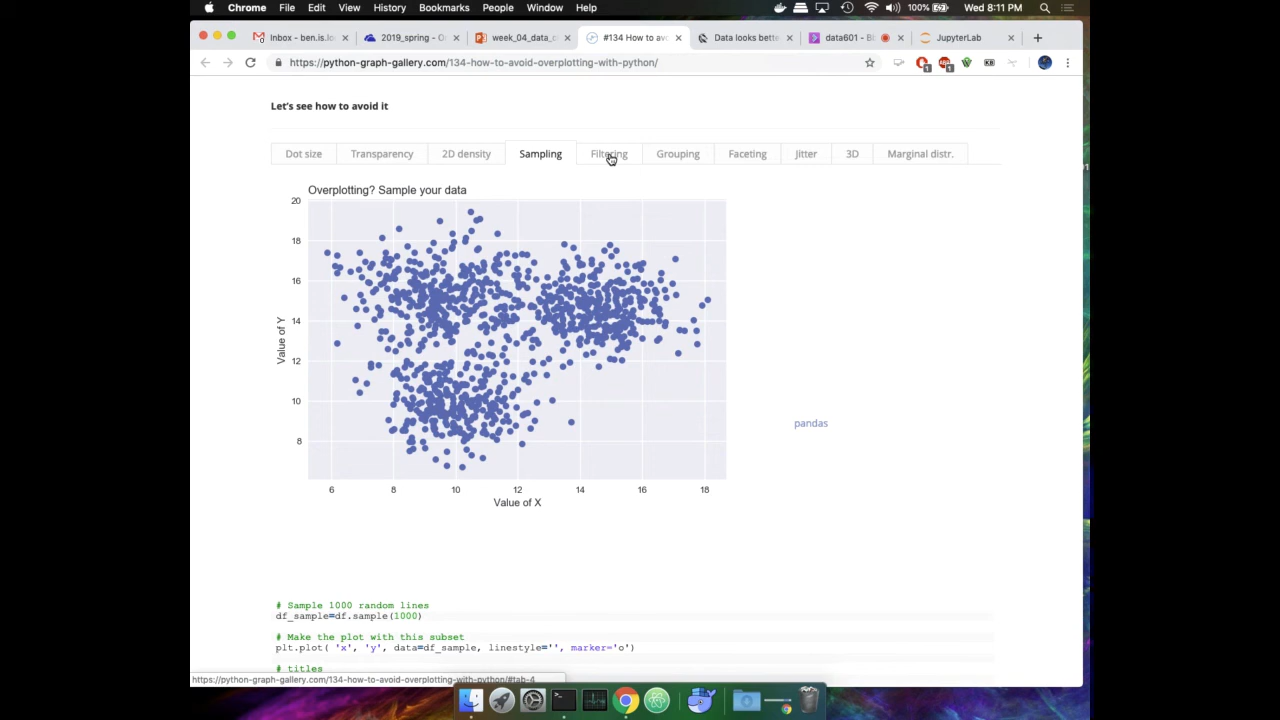 Chrome File Edit View History Bookmarks People Window Help 100% Wed 8:11 PM
Inbox - ben.is.lo 2019_spring - O week_04_data_ #134 How to avo Data looks bette data601 - B JupyterLab
https://python-graph-gallery.com/134-how-to-avoid-overplotting-with-python/
Let's see how to avoid it
Dot size Transparency 2D density Sampling Filtering Grouping Faceting Jitter 3D Marginal distr.
Overplotting? Sample your data
20
18
16
14
12
10
8
Value of Y
6 8 10 12 14 16 18
Value of X
pandas
# Sample 1000 random lines
df_sample=df.sample(1000)
# Make the plot with this subset
plt.plot( 'x', 'y', data=df_sample, linestyle='', marker='o')
# titles
https://python-graph-gallery.com/134-how-to-avoid-overplotting-with-python/#tab-4